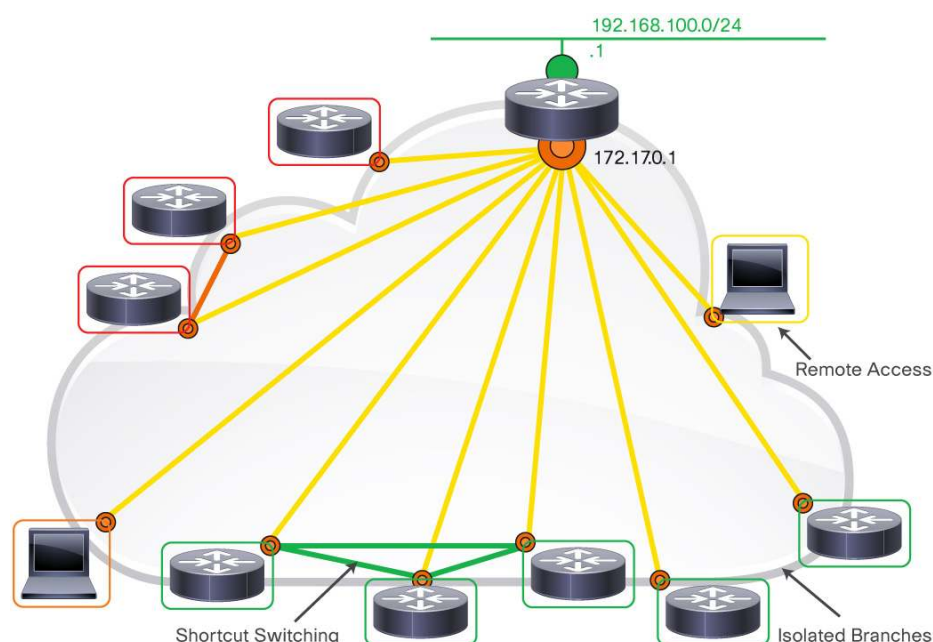 192.168.100.0/24
.1
172.17.0.1
Remote Access
Shortcut Switching
Isolated Branches